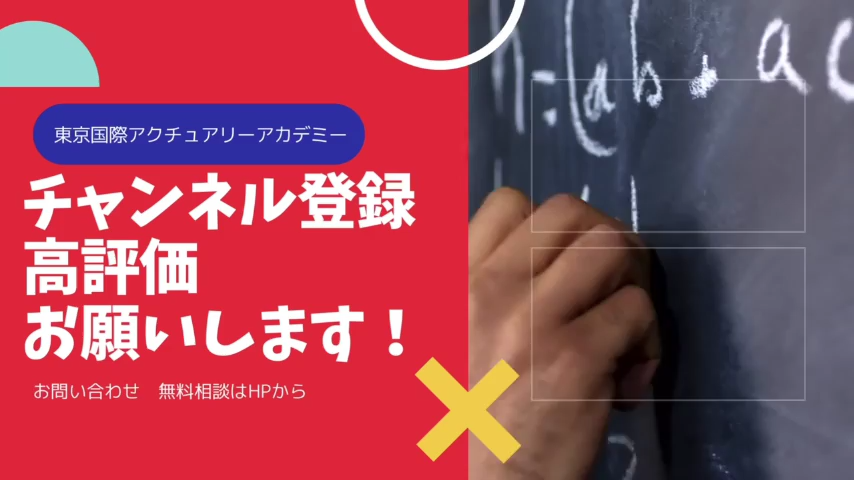 東京国際アクチュアリーアカデミー
チャンネル登録
高評価
お願いします！
お問い合わせ　無料相談はHPから